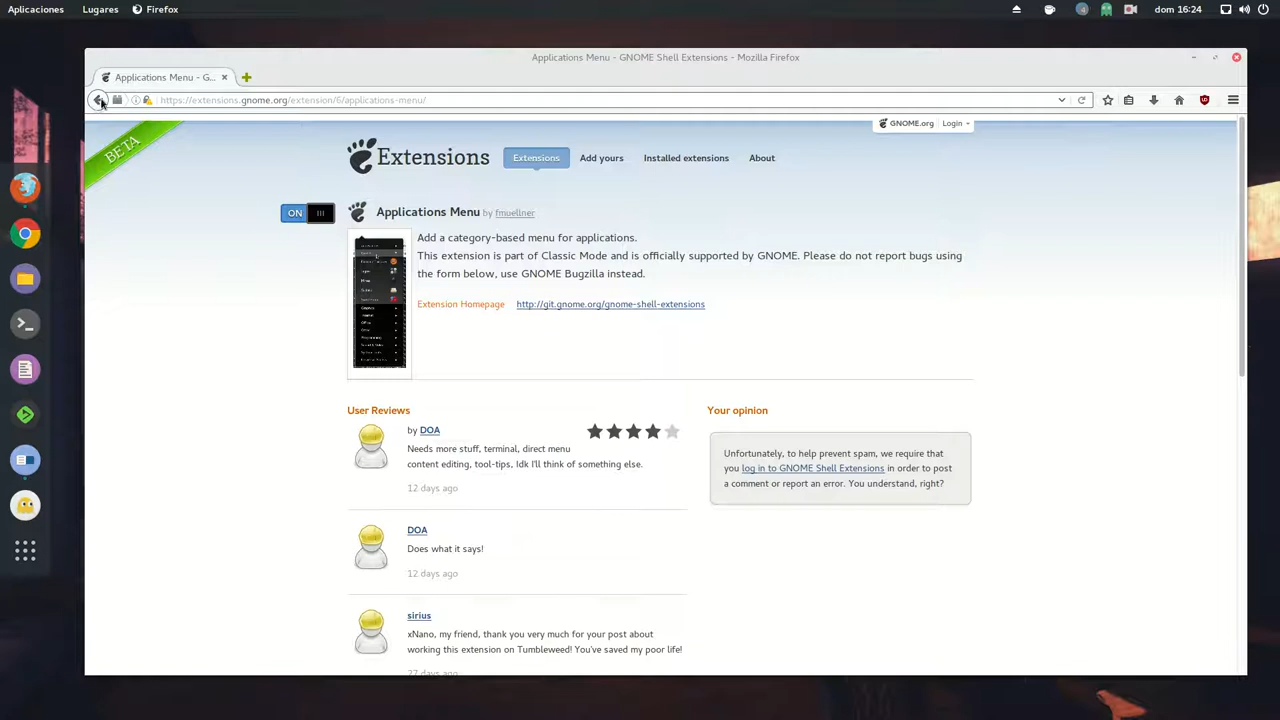 Aplicaciones Lugares Firefox dom 16:24
Applications Menu - GNOME Shell Extensions - Mozilla Firefox
Applications Menu - G...
https://extensions.gnome.org/extension/6/applications-menu/
GNOME.org Login
BETA
Extensions Extensions Add yours Installed extensions About
ON Applications Menu by fmuellner
Add a category-based menu for applications.
This extension is part of Classic Mode and is officially supported by GNOME. Please do not report bugs using
the form below, use GNOME Bugzilla instead.
Extension Homepage http://git.gnome.org/gnome-shell-extensions
User Reviews
by DOA
Needs more stuff, terminal, direct menu
content editing, tool-tips, Idk I'll think of something else.
12 days ago
DOA
Does what it says!
12 days ago
sirius
xNano, my friend, thank you very much for your post about
working this extension on Tumbleweed! You've saved my poor life!
27 days ago
Your opinion
Unfortunately, to help prevent spam, we require that
you log in to GNOME Shell Extensions in order to post
a comment or report an error. You understand, right?